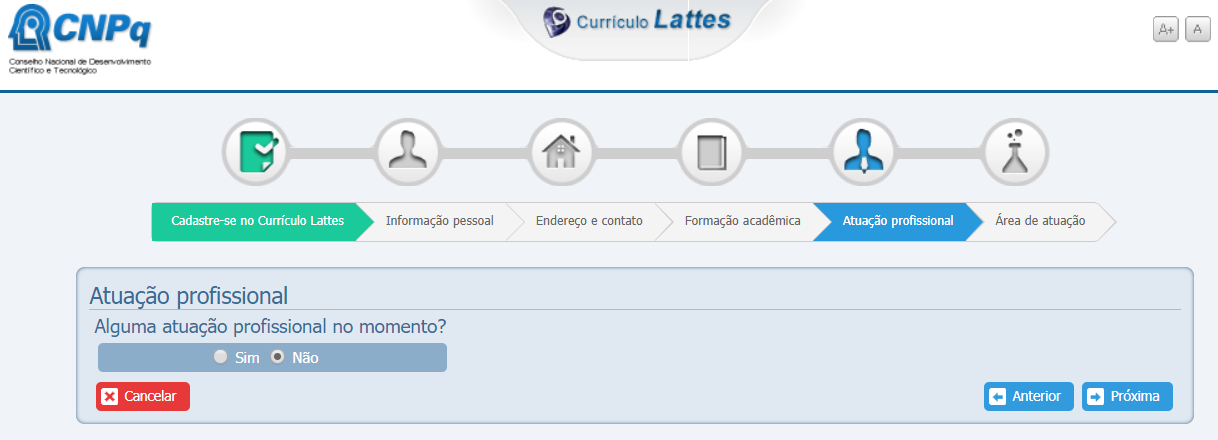 CNPq
Conselho Nacional de Desenvolvimento
Científico e Tecnológico
Currículo Lattes
A+ A
Cadastre-se no Currículo Lattes Informação pessoal Endereço e contato Formação acadêmica Atuação profissional Área de atuação
Atuação profissional
Alguma atuação profissional no momento?
Sim Não
Cancelar Anterior Próxima